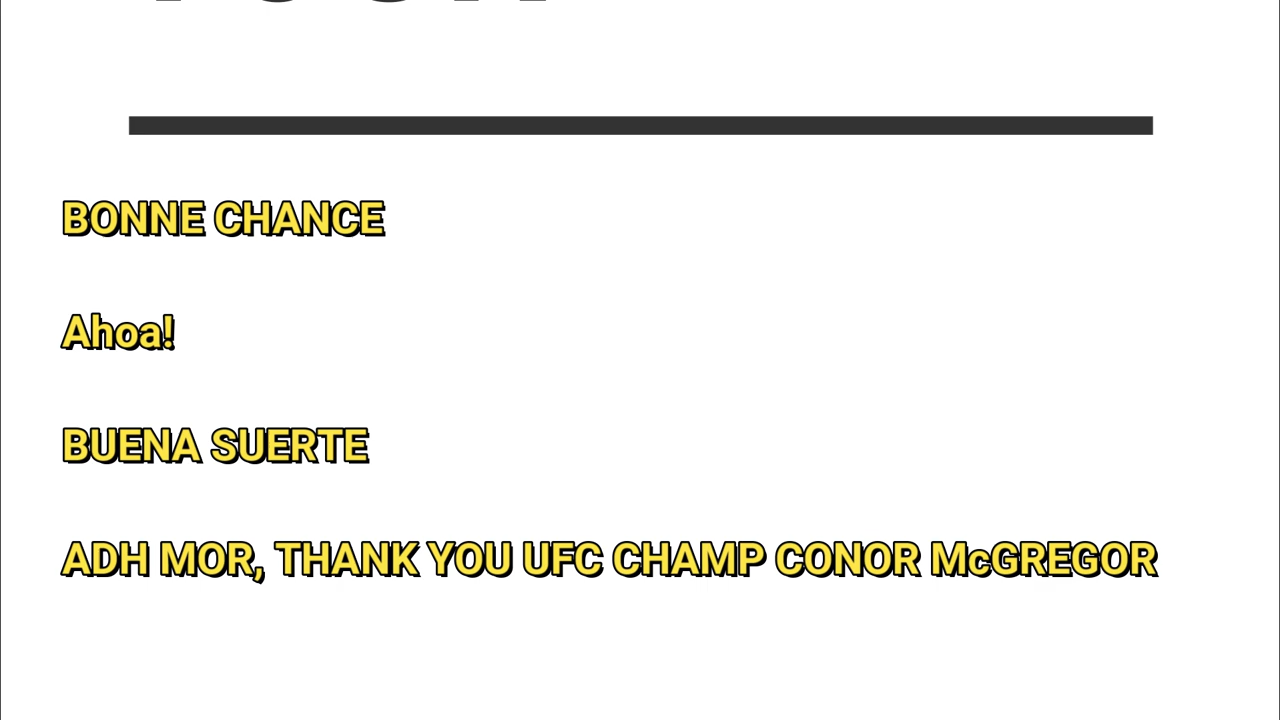 BONNE CHANCE
Ahoa!
BUENA SUERTE
ADH MOR, THANK YOU UFC CHAMP CONOR McGREGOR